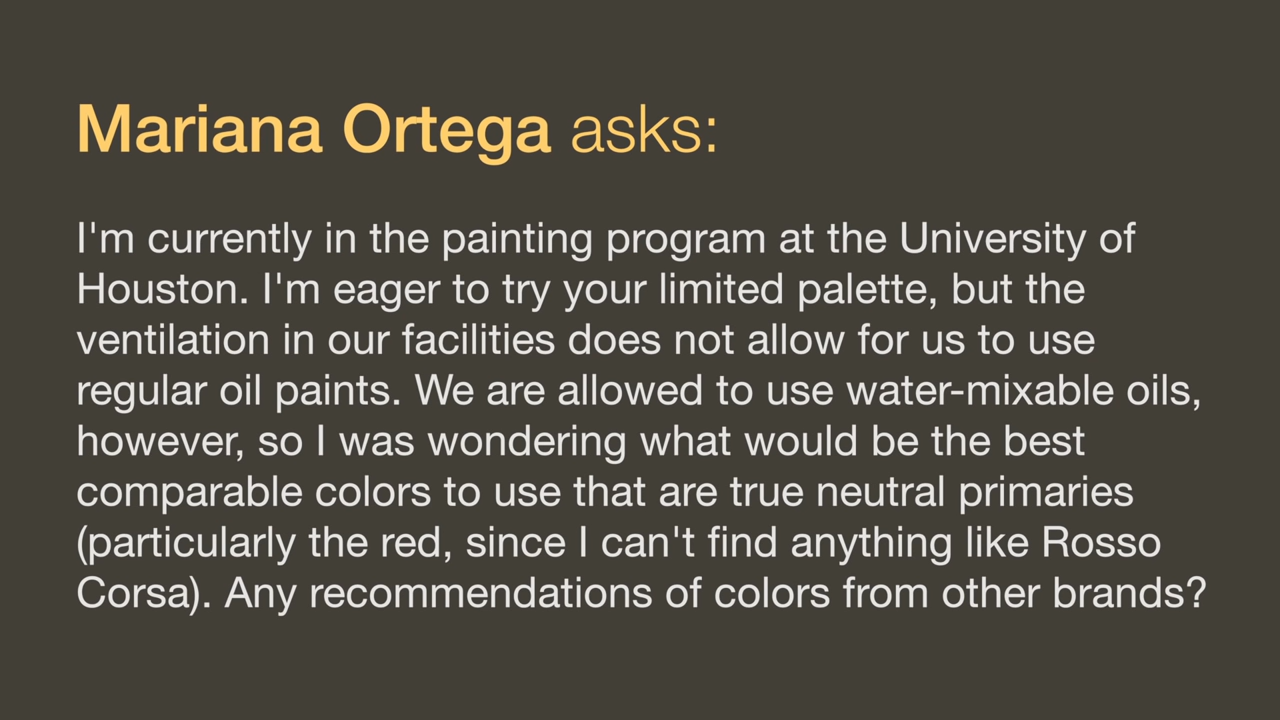 Mariana Ortega asks:
I'm currently in the painting program at the University of
Houston. I'm eager to try your limited palette, but the
ventilation in our facilities does not allow for us to use
regular oil paints. We are allowed to use water-mixable oils,
however, so I was wondering what would be the best
comparable colors to use that are true neutral primaries
(particularly the red, since I can't find anything like Rosso
Corsa). Any recommendations of colors from other brands?